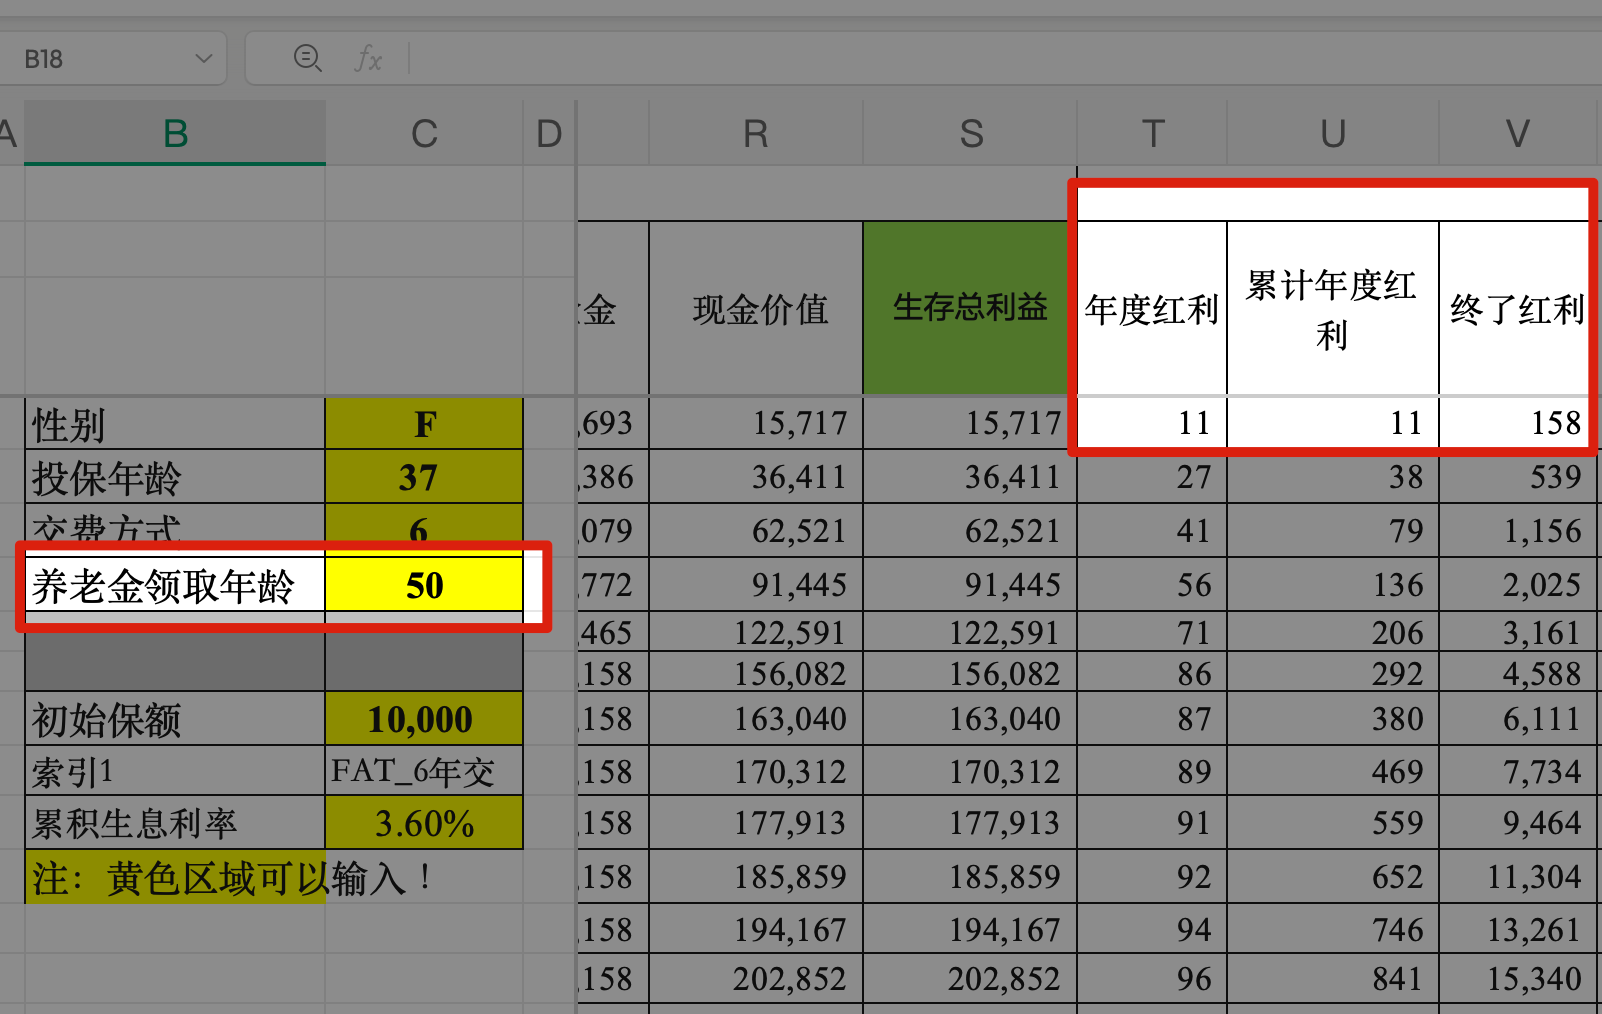 B18
fx
A B C D R S T U V
金 现金价值 生存总利益 年度红利 累计年度红利 终了红利
性别 F ,693 15,717 15,717 11 11 158
投保年龄 37 ,386 36,411 36,411 27 38 539
交费方式 6 ,079 62,521 62,521 41 79 1,156
养老金领取年龄 50 ,772 91,445 91,445 56 136 2,025
,465 122,591 122,591 71 206 3,161
,158 156,082 156,082 86 292 4,588
初始保额 10,000 ,158 163,040 163,040 87 380 6,111
索引1 FAT_6年交 ,158 170,312 170,312 89 469 7,734
累积生息利率 3.60% ,158 177,913 177,913 91 559 9,464
注：黄色区域可以输入！ ,158 185,859 185,859 92 652 11,304
,158 194,167 194,167 94 746 13,261
,158 202,852 202,852 96 841 15,340